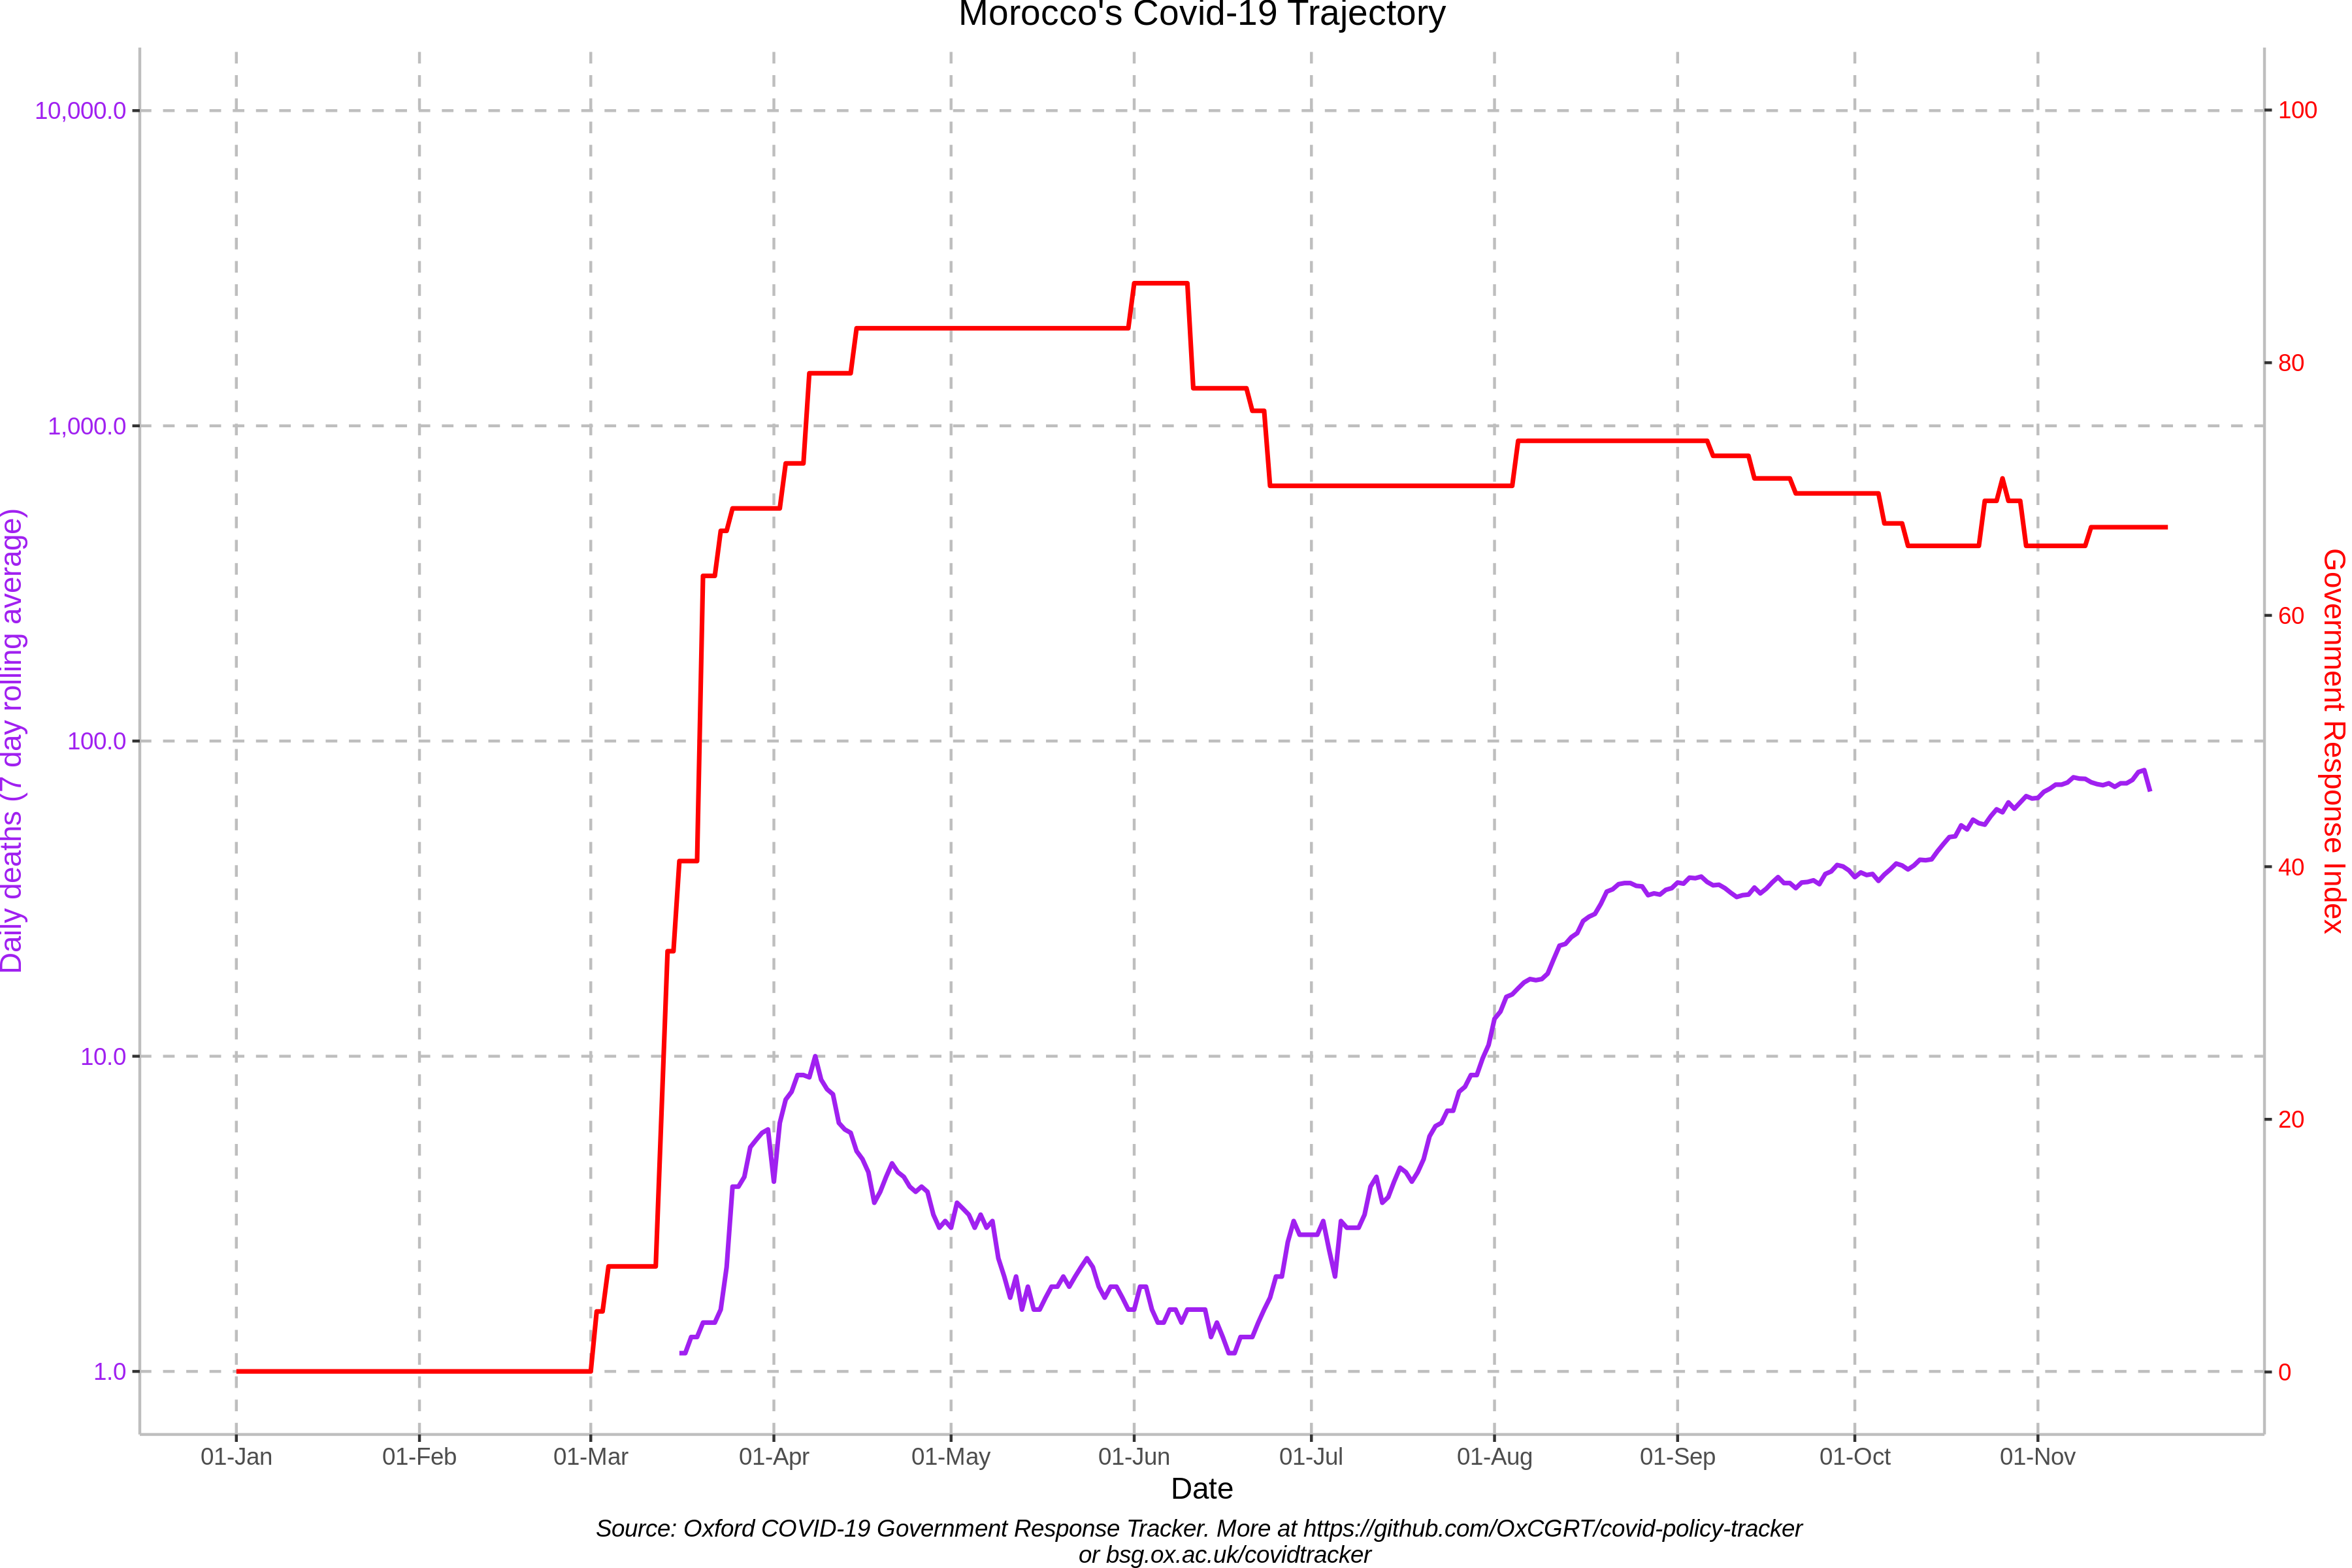 Morocco's Covid-19 Trajectory
10,000.0
1,000.0
100.0
10.0
1.0
Daily deaths (7 day rolling average)
100
80
60
40
20
0
Government Response Index
01-Jan
01-Feb
01-Mar
01-Apr
01-May
01-Jun
01-Jul
01-Aug
01-Sep
01-Oct
01-Nov
Date
Source: Oxford COVID-19 Government Response Tracker. More at https://github.com/OxCGRT/covid-policy-tracker
or bsg.ox.ac.uk/covidtracker